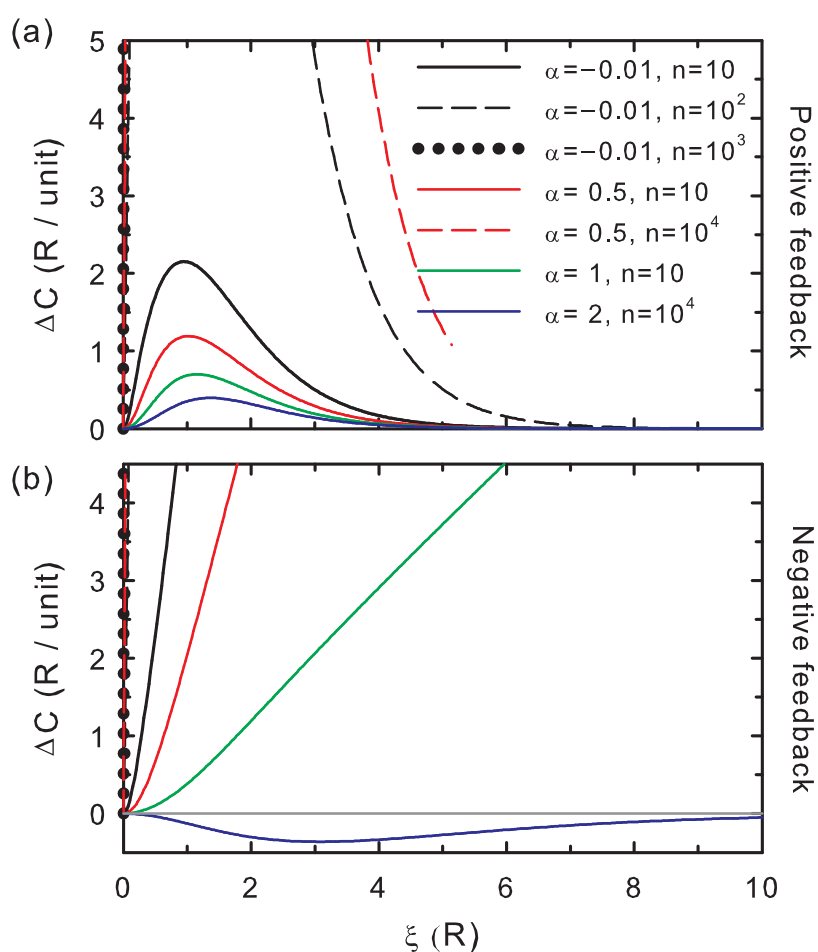 (a)
5
4
3
2
1
0
ΔC (R / unit)
α=−0.01, n=10
α=−0.01, n=10²
α=−0.01, n=10³
α= 0.5, n=10
α= 0.5, n=10⁴
α= 1, n=10
α= 2, n=10⁴
Positive feedback
(b)
4
3
2
1
0
ΔC (R / unit)
Negative feedback
0 2 4 6 8 10
ξ (R)